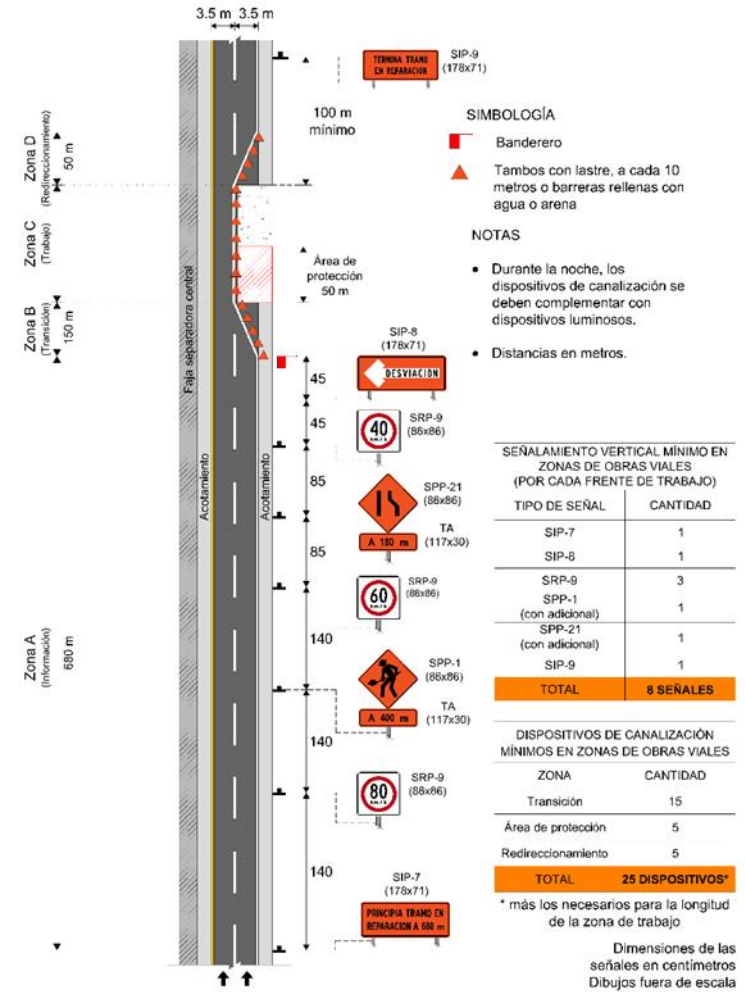 3.5 m 3.5 m
TERMINA TRAMO
EN REPARACION
SIP-9
(178x71)
100 m
mínimo
SIMBOLOGÍA
Banderero
Tambos con lastre, a cada 10
metros o barreras rellenas con
agua o arena
Zona D
(Redireccionamiento)
50 m
Zona C
(Trabajo)
NOTAS
• Durante la noche, los
dispositivos de canalización se
deben complementar con
dispositivos luminosos.
• Distancias en metros.
Área de
protección
50 m
Faja separadora central
Zona B
(Transición)
150 m
SIP-8
(178x71)
DESVIACIÓN
45
45
40
km/h
SRP-9
(86x86)
Acotamiento
Acotamiento
85
SPP-21
(86x86)
A 180 m
TA
(117x30)
85
60
km/h
SRP-9
(86x86)
Zona A
(Información)
680 m
140
SPP-1
(86x86)
A 400 m
TA
(117x30)
140
80
km/h
SRP-9
(86x86)
140
SIP-7
(178x71)
PRINCIPIA TRAMO EN
REPARACION A 680 m
SEÑALAMIENTO VERTICAL MÍNIMO EN
ZONAS DE OBRAS VIALES
(POR CADA FRENTE DE TRABAJO)
TIPO DE SEÑAL CANTIDAD
SIP-7 1
SIP-8 1
SRP-9 3
SPP-1
(con adicional) 1
SPP-21
(con adicional) 1
SIP-9 1
TOTAL 8 SEÑALES
DISPOSITIVOS DE CANALIZACIÓN
MÍNIMOS EN ZONAS DE OBRAS VIALES
ZONA CANTIDAD
Transición 15
Área de protección 5
Redireccionamiento 5
TOTAL 25 DISPOSITIVOS*
* más los necesarios para la longitud
de la zona de trabajo
Dimensiones de las
señales en centímetros
Dibujos fuera de escala